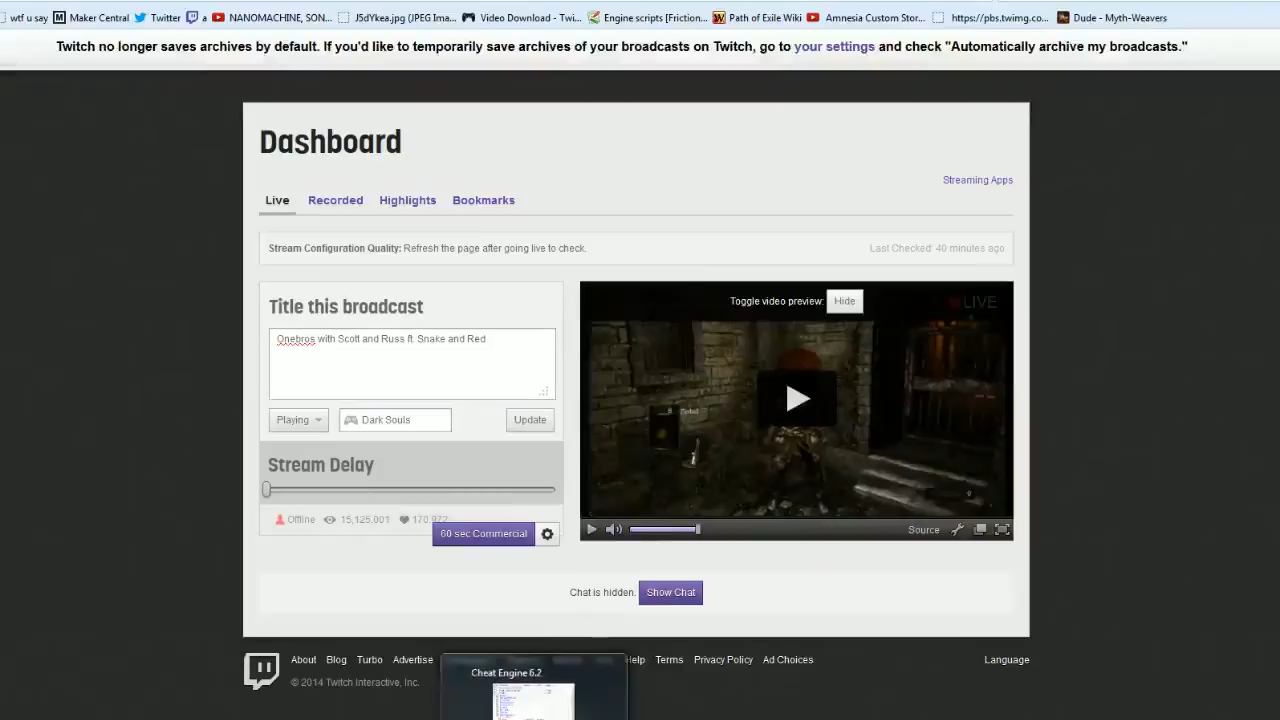 wtf u say Maker Central Twitter a NANOMACHINE, SON... J5dYkea.jpg (JPEG Ima... Video Download - Twi... Engine scripts [Friction... Path of Exile Wiki Amnesia Custom Stor... https://pbs.twimg.co... Dude - Myth-Weavers
Twitch no longer saves archives by default. If you'd like to temporarily save archives of your broadcasts on Twitch, go to your settings and check "Automatically archive my broadcasts."
Dashboard
Streaming Apps
Live Recorded Highlights Bookmarks
Stream Configuration Quality: Refresh the page after going live to check. Last Checked: 40 minutes ago
Title this broadcast
Onebros with Scott and Russ ft. Snake and Red
Playing Dark Souls Update
Stream Delay
Offline 15,125,001 170,972
60 sec Commercial
Toggle video preview: Hide
LIVE
Source
Chat is hidden. Show Chat
About Blog Turbo Advertise Help Terms Privacy Policy Ad Choices Language
© 2014 Twitch Interactive, Inc.
Cheat Engine 6.2